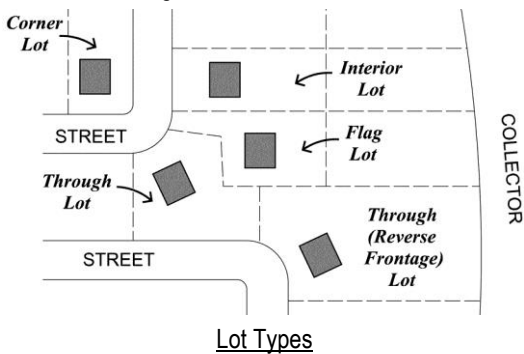 Corner
Lot
Interior
Lot
STREET
Flag
Lot
COLLECTOR
Through
Lot
Through
(Reverse
Frontage)
Lot
STREET
Lot Types